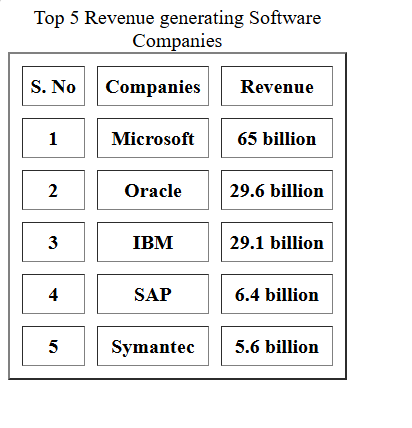 Top 5 Revenue generating Software
Companies
S. No Companies Revenue
1 Microsoft 65 billion
2 Oracle 29.6 billion
3 IBM 29.1 billion
4 SAP 6.4 billion
5 Symantec 5.6 billion